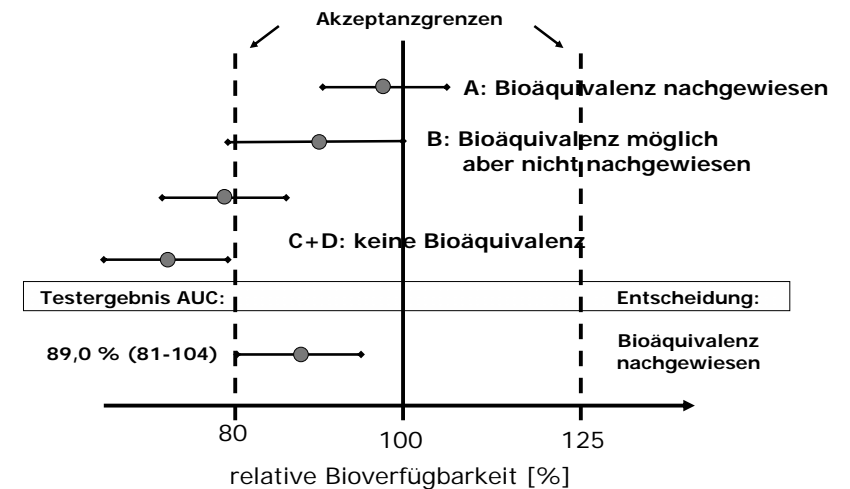 Akzeptanzgrenzen
A: Bioäquivalenz nachgewiesen
B: Bioäquivalenz möglich
aber nicht nachgewiesen
C+D: keine Bioäquivalenz
Testergebnis AUC:
Entscheidung:
89,0 % (81-104)
Bioäquivalenz
nachgewiesen
80
100
125
relative Bioverfügbarkeit [%]